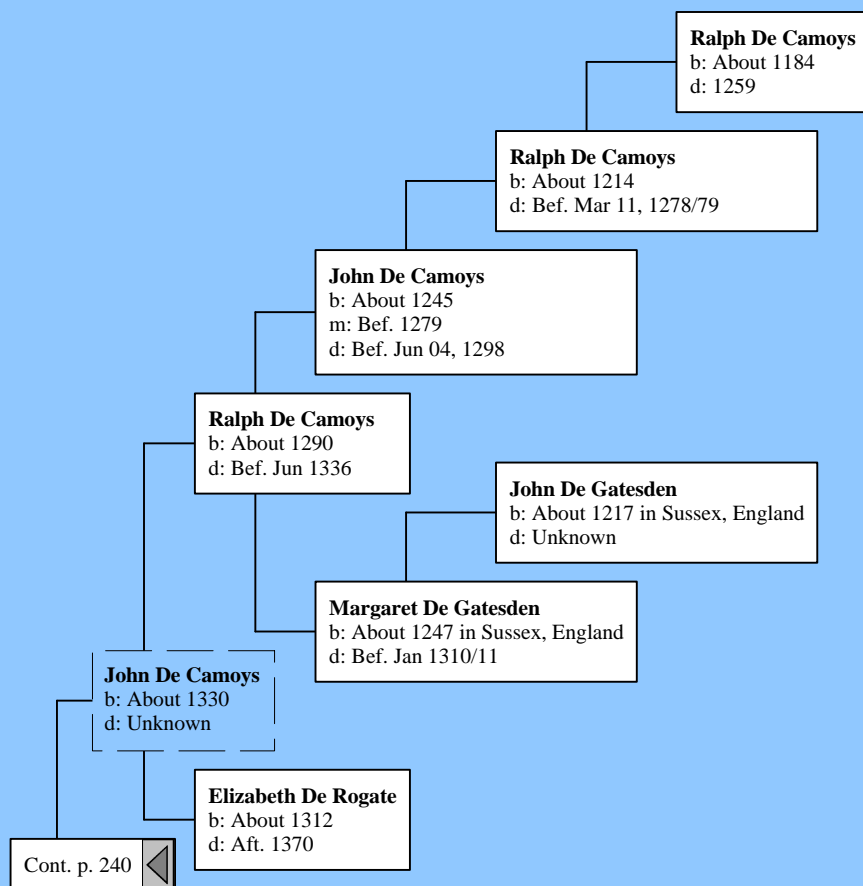 Ralph De Camoys
b: About 1184
d: 1259
Ralph De Camoys
b: About 1214
d: Bef. Mar 11, 1278/79
John De Camoys
b: About 1245
m: Bef. 1279
d: Bef. Jun 04, 1298
Ralph De Camoys
b: About 1290
d: Bef. Jun 1336
John De Gatesden
b: About 1217 in Sussex, England
d: Unknown
Margaret De Gatesden
b: About 1247 in Sussex, England
d: Bef. Jan 1310/11
John De Camoys
b: About 1330
d: Unknown
Elizabeth De Rogate
b: About 1312
d: Aft. 1370
Cont. p. 240